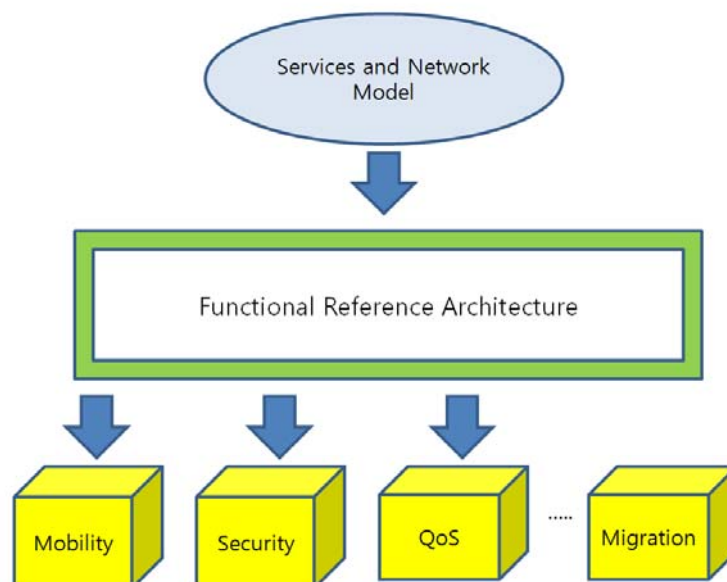 Services and Network
Model
Functional Reference Architecture
Mobility
Security
QoS
.....
Migration